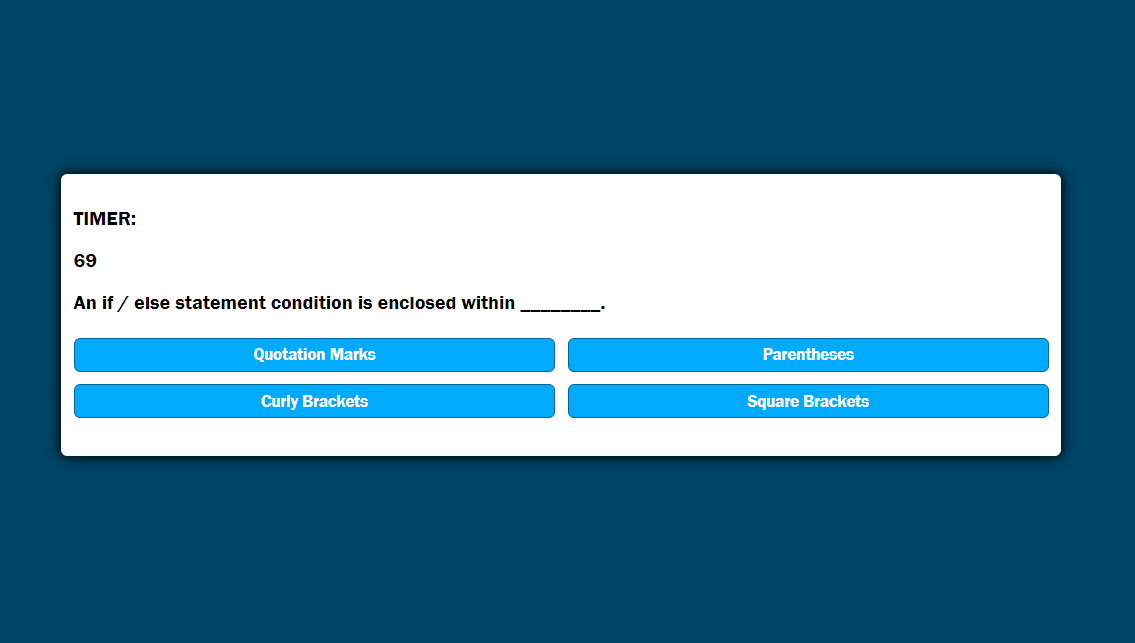 TIMER:
69
An if / else statement condition is enclosed within ________.
Quotation Marks
Parentheses
Curly Brackets
Square Brackets